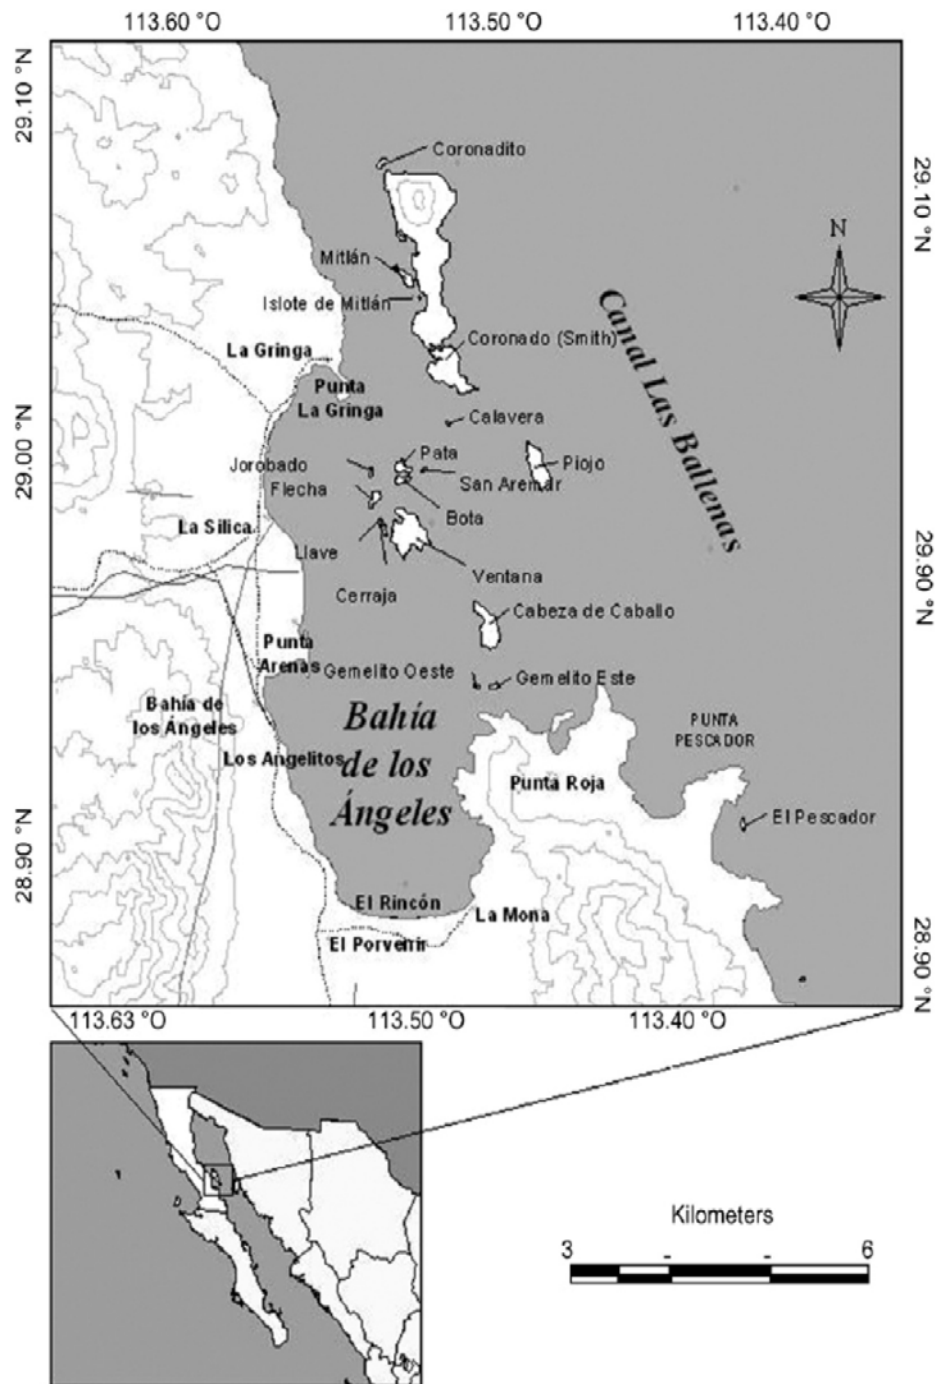 113.60 °O 113.50 °O 113.40 °O
29.10 °N
29.10 °N
Coronadito
N
Mitlán
Islote de Mitlán
Canal Las Ballenas
La Gringa
Coronado (Smith)
Punta
La Gringa
Calavera
29.00 °N
Jorobado
Pata
Piojo
Flecha
San Aremar
La Silica
Bota
Llave
Ventana
29.90 °N
Cerraja
Cabeza de Caballo
Punta
Arenas
Gemelito Oeste
Gemelito Este
Bahía de
los Ángeles
Bahía
de los
Ángeles
PUNTA
PESCADOR
Los Angelitos
Punta Roja
El Pescador
28.90 °N
El Rincón
La Mona
El Porvenir
28.90 °N
113.63 °O 113.50 °O 113.40 °O
Kilometers
3 - - 6